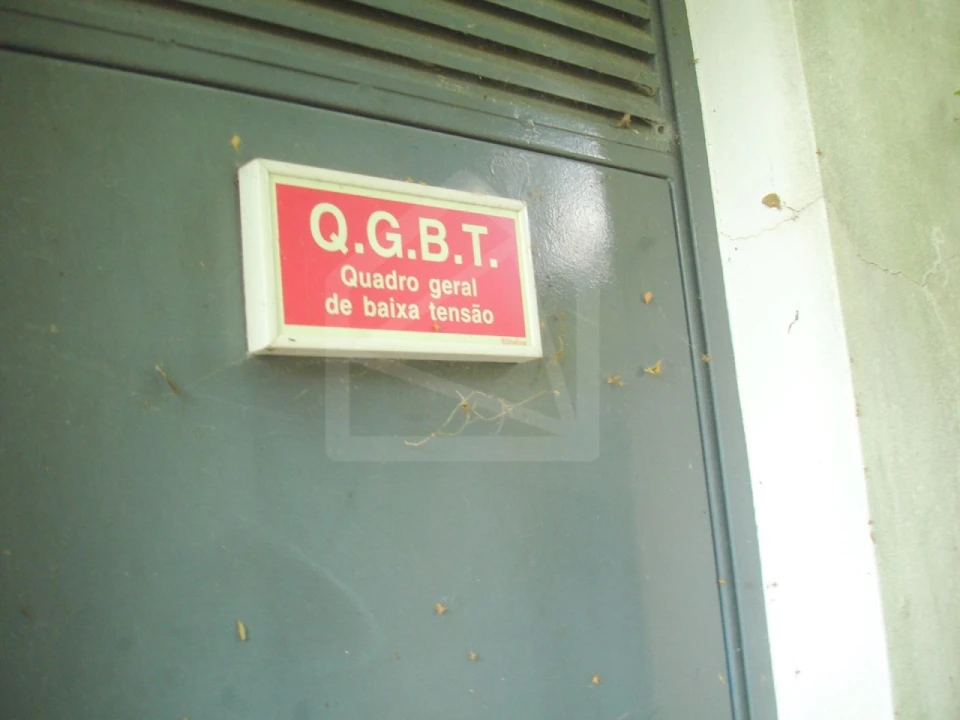 Q.G.B.T.
Quadro geral
de baixa tensão